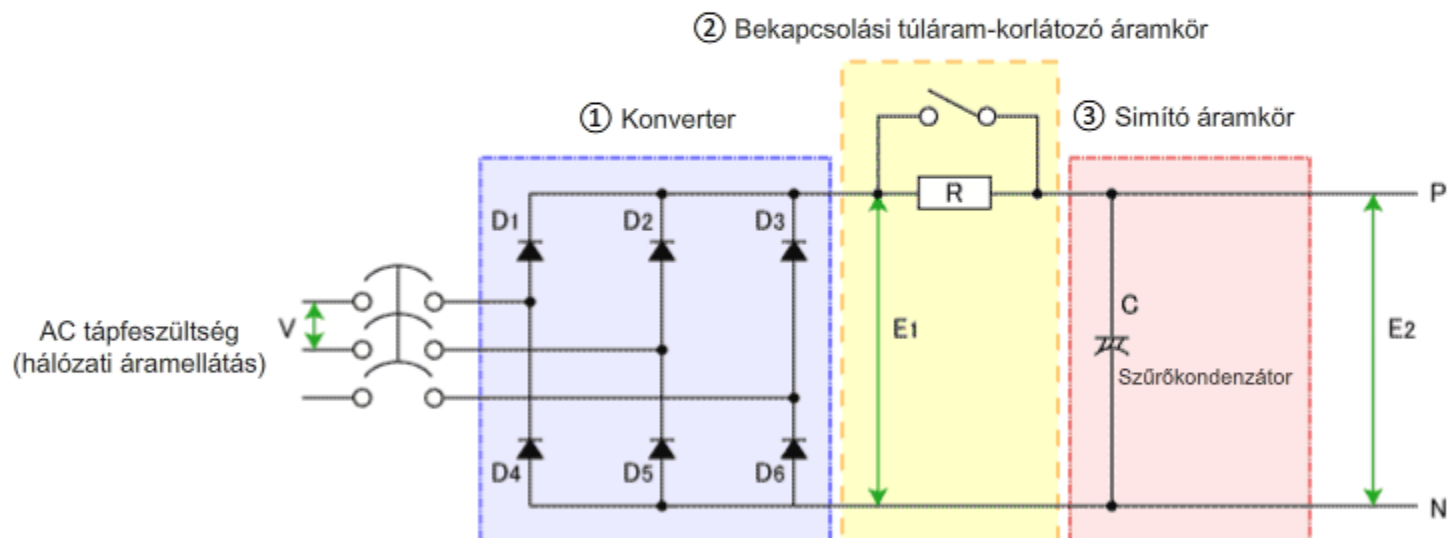 ② Bekapcsolási túláram-korlátozó áramkör
① Konverter
③ Simító áramkör
R
P
D1
D2
D3
AC tápfeszültség
(hálózati áramellátás)
V
E1
C
E2
Szűrőkondenzátor
D4
D5
D6
N